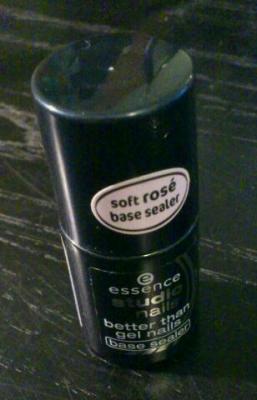 soft rosé
base sealer
e
essence
studio
nails
better than
gel nails
base sealer